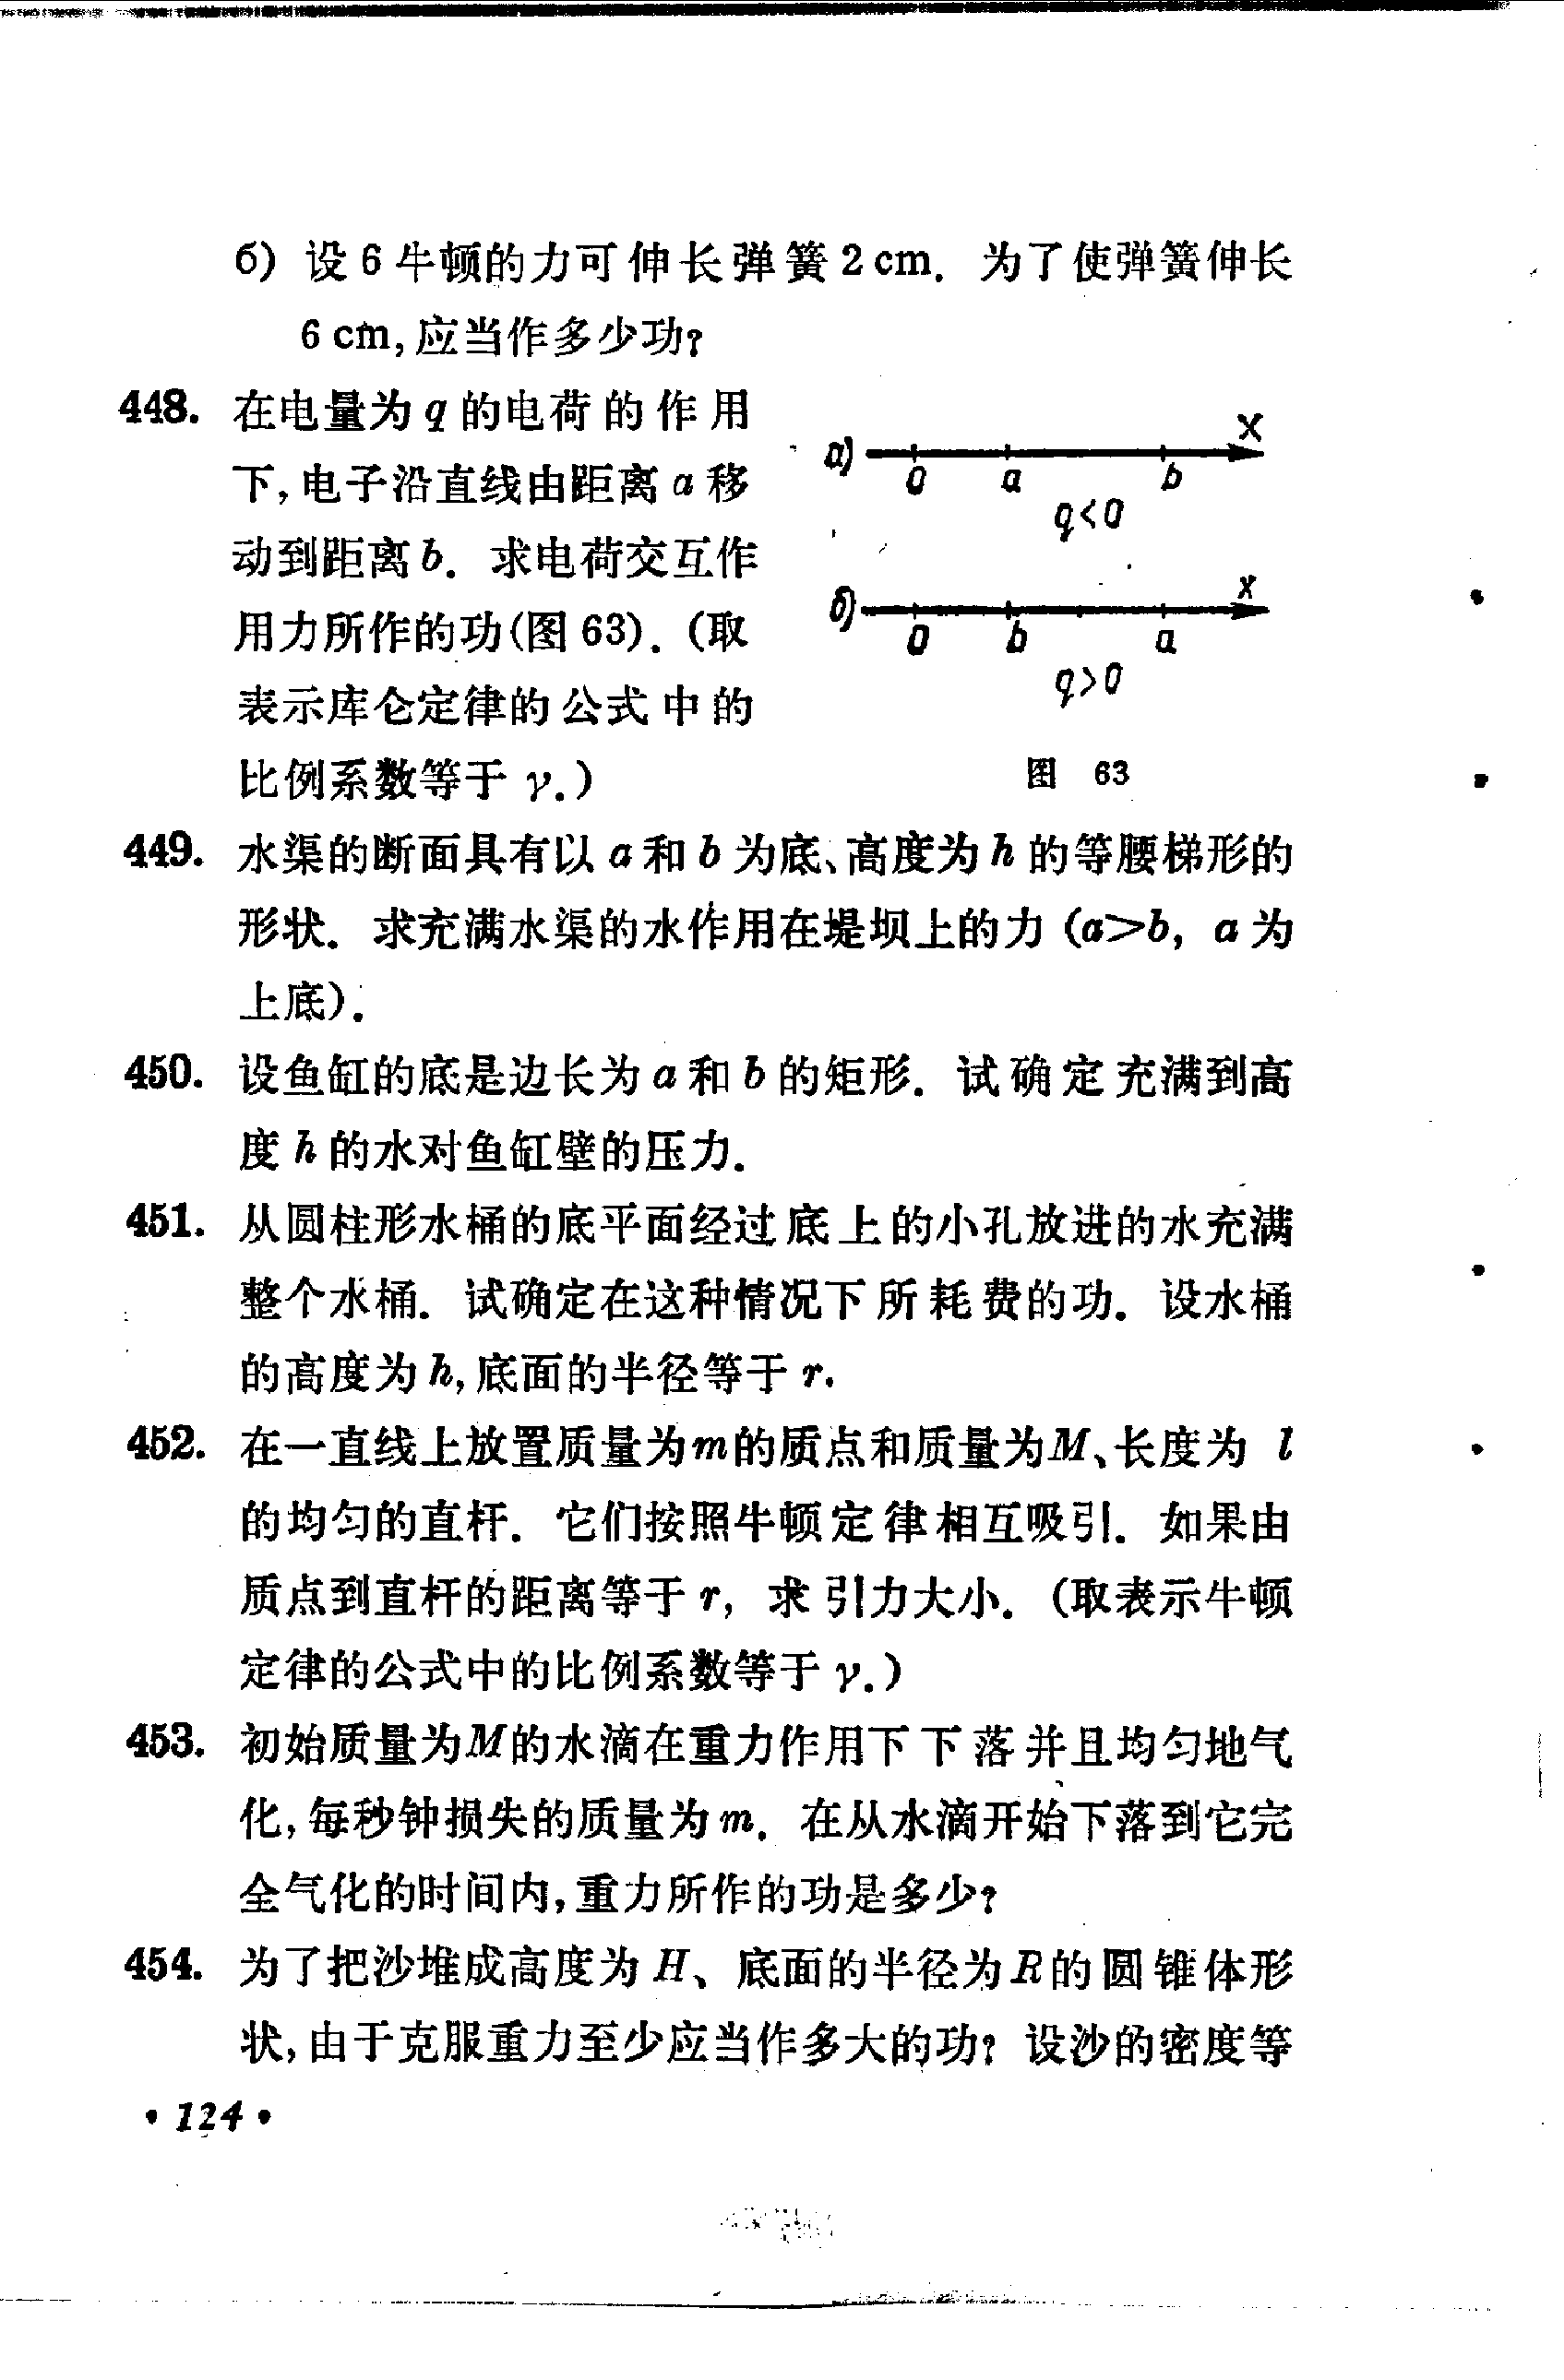 б) 设 6 牛顿的力可伸长弹簧 2 cm. 为了使弹簧伸长
6 cm, 应当作多少功?
448. 在电量为 q 的电荷的作用
下, 电子沿直线由距离 a 移
动到距离 b. 求电荷交互作
用力所作的功(图 63). (取
表示库仑定律的公式中的
比例系数等于 γ.)
a)
0 a b x
q<0
б)
0 b a x
q>0
图 63
449. 水渠的断面具有以 a 和 b 为底、高度为 h 的等腰梯形的
形状. 求充满水渠的水作用在堤坝上的力 (a>b, a 为
上底).
450. 设鱼缸的底是边长为 a 和 b 的矩形. 试确定充满到高
度 h 的水对鱼缸壁的压力.
451. 从圆柱形水桶的底平面经过底上的小孔放进的水充满
整个水桶. 试确定在这种情况下所耗费的功. 设水桶
的高度为 h, 底面的半径等于 r.
452. 在一直线上放置质量为m的质点和质量为M、长度为 l
的均匀的直杆. 它们按照牛顿定律相互吸引. 如果由
质点到直杆的距离等于 r, 求引力大小. (取表示牛顿
定律的公式中的比例系数等于 γ.)
453. 初始质量为M的水滴在重力作用下下落并且均匀地气
化, 每秒钟损失的质量为 m. 在从水滴开始下落到它完
全气化的时间内, 重力所作的功是多少?
454. 为了把沙堆成高度为 H、底面的半径为R的圆锥体形
状, 由于克服重力至少应当作多大的功? 设沙的密度等
• 124 •